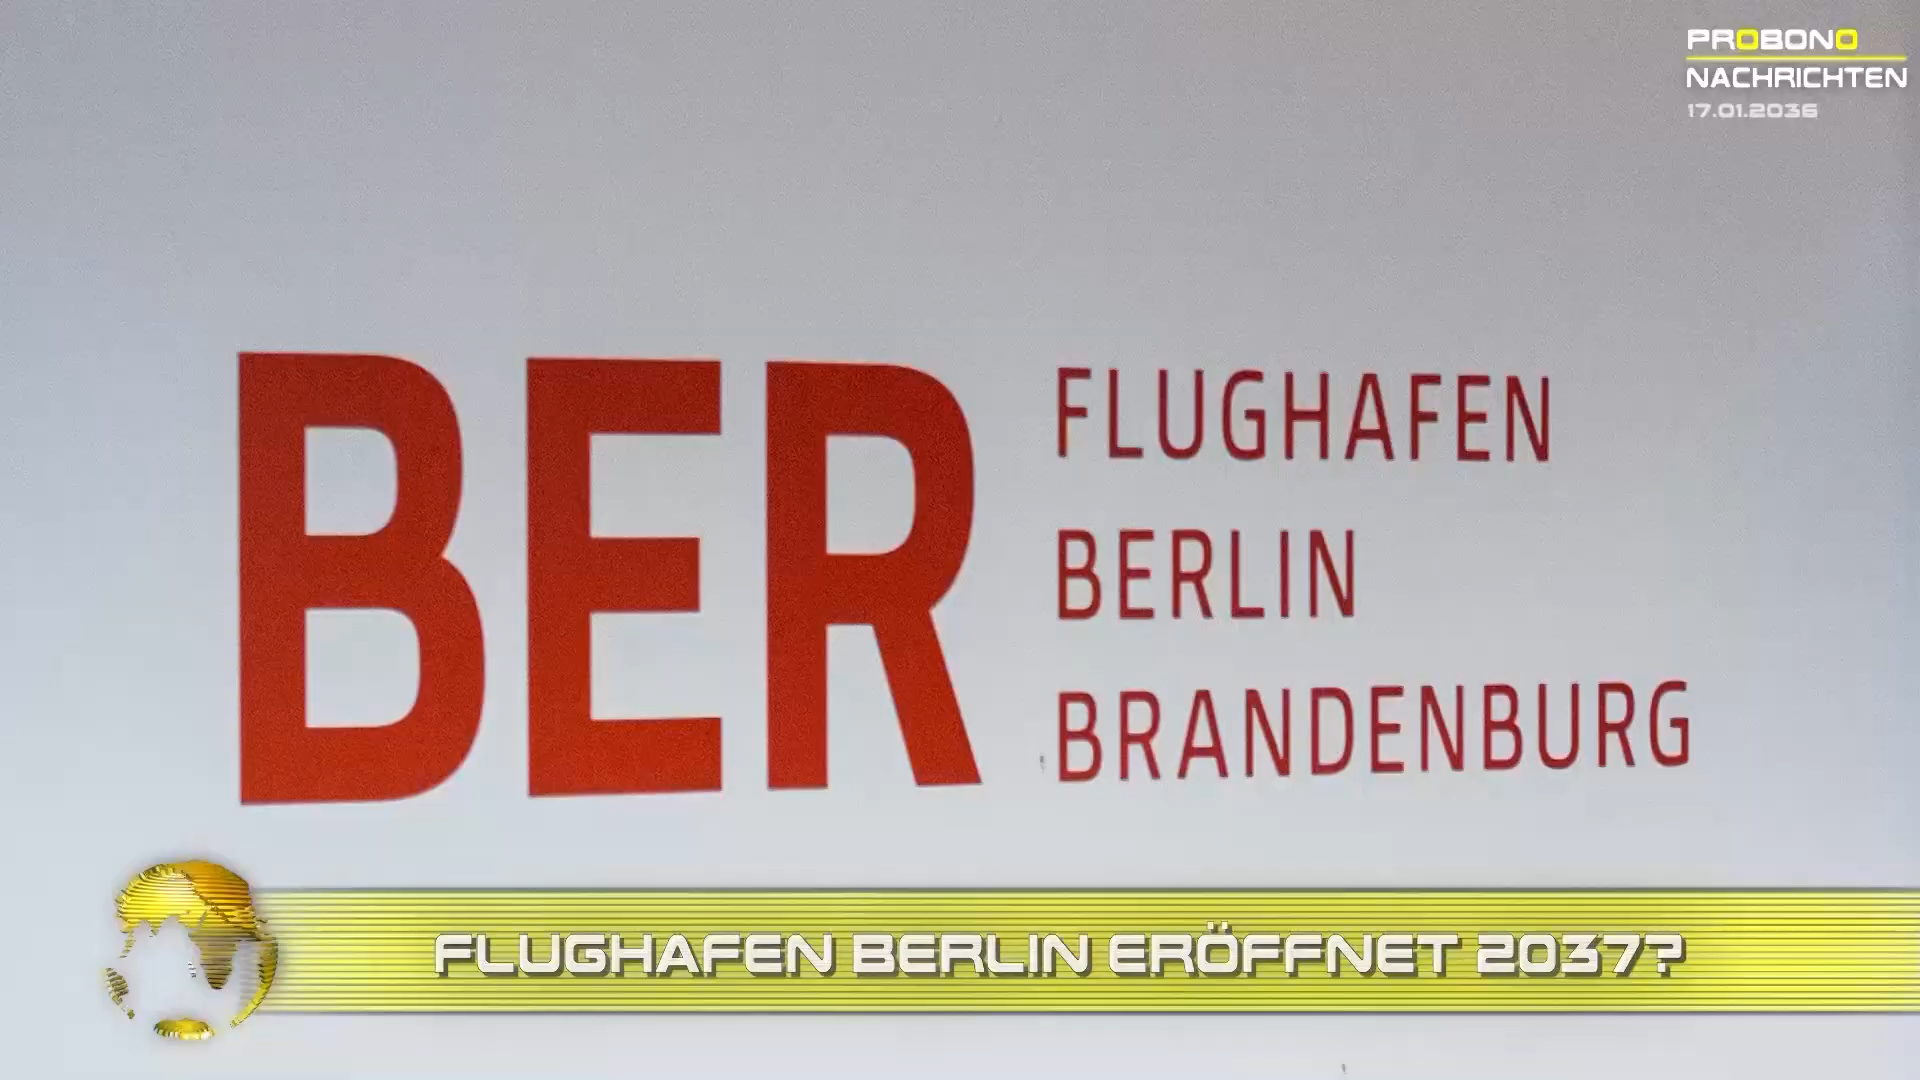 PROBONO
NACHRICHTEN
17.01.2036
BER
FLUGHAFEN
BERLIN
BRANDENBURG
FLUGHAFEN BERLIN ERÖFFNET 2037?